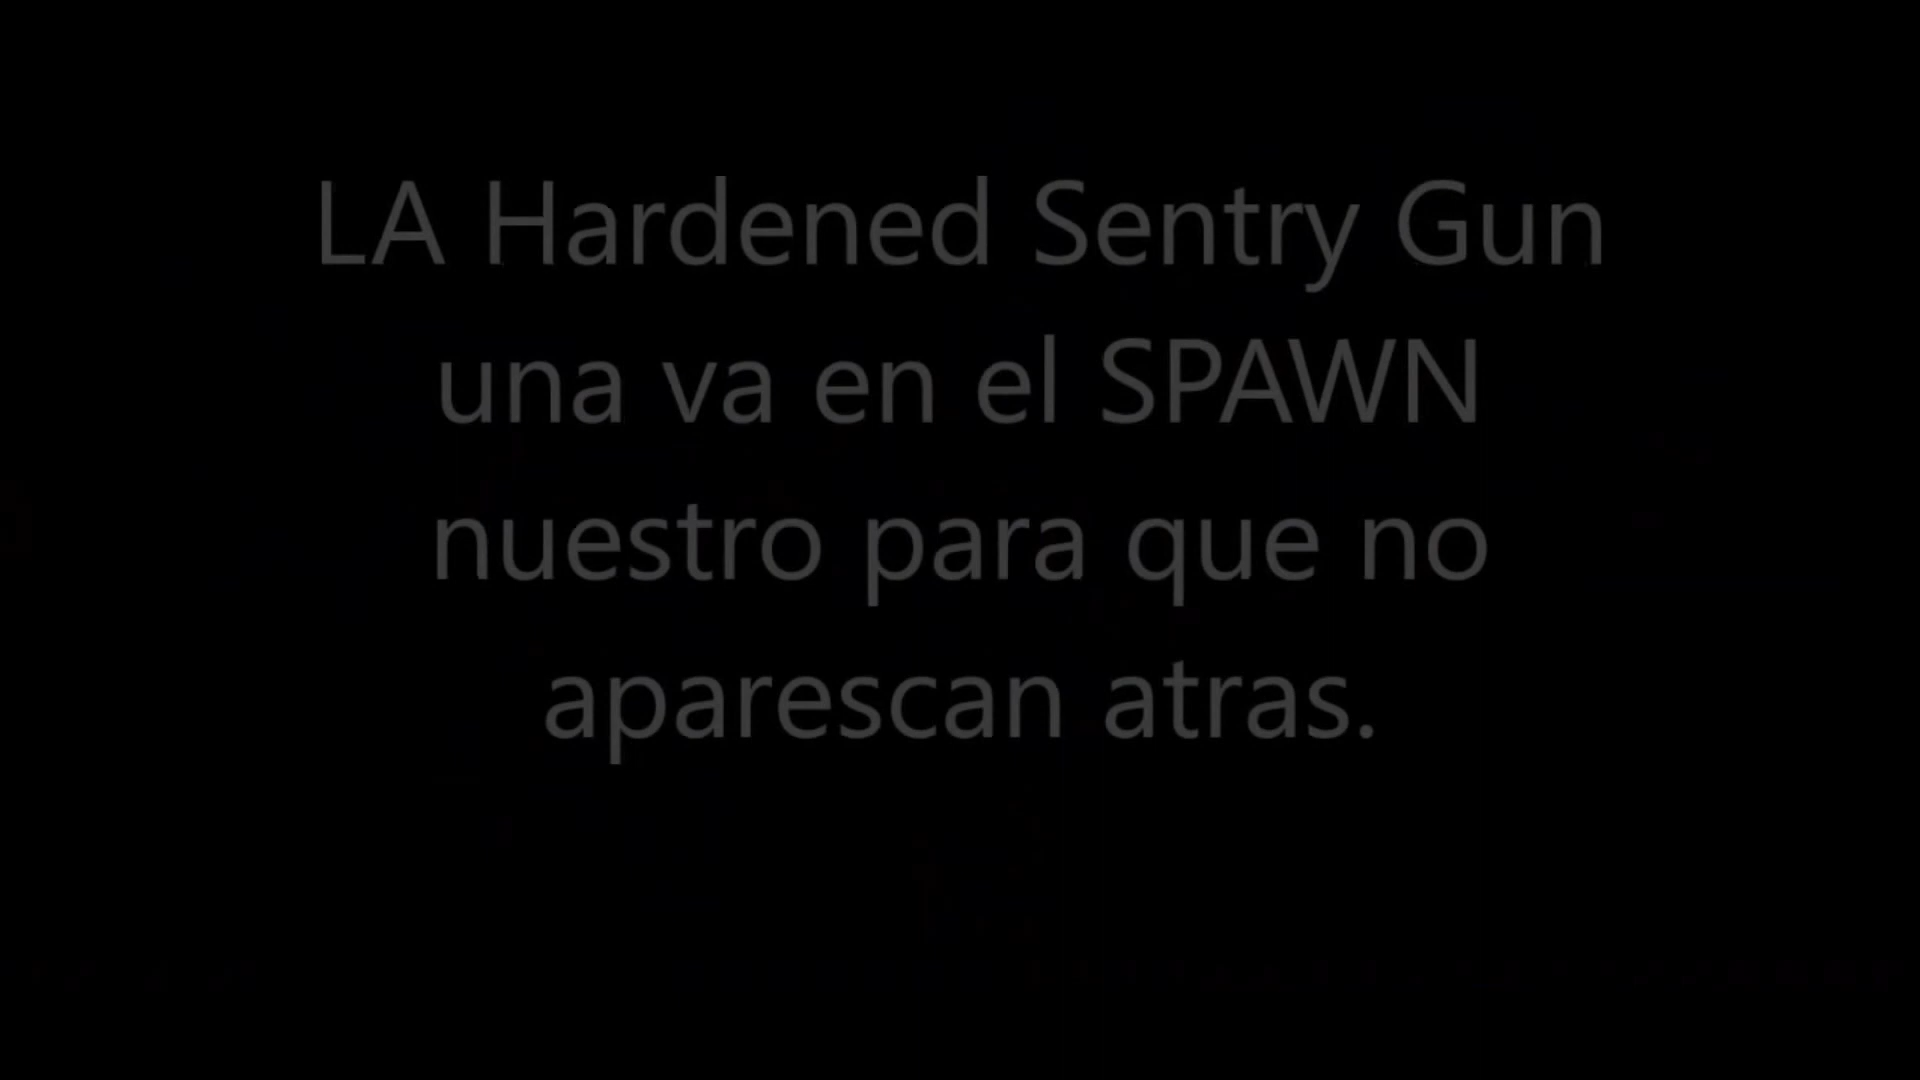 LA Hardened Sentry Gun
una va en el SPAWN
nuestro para que no
aparescan atras.